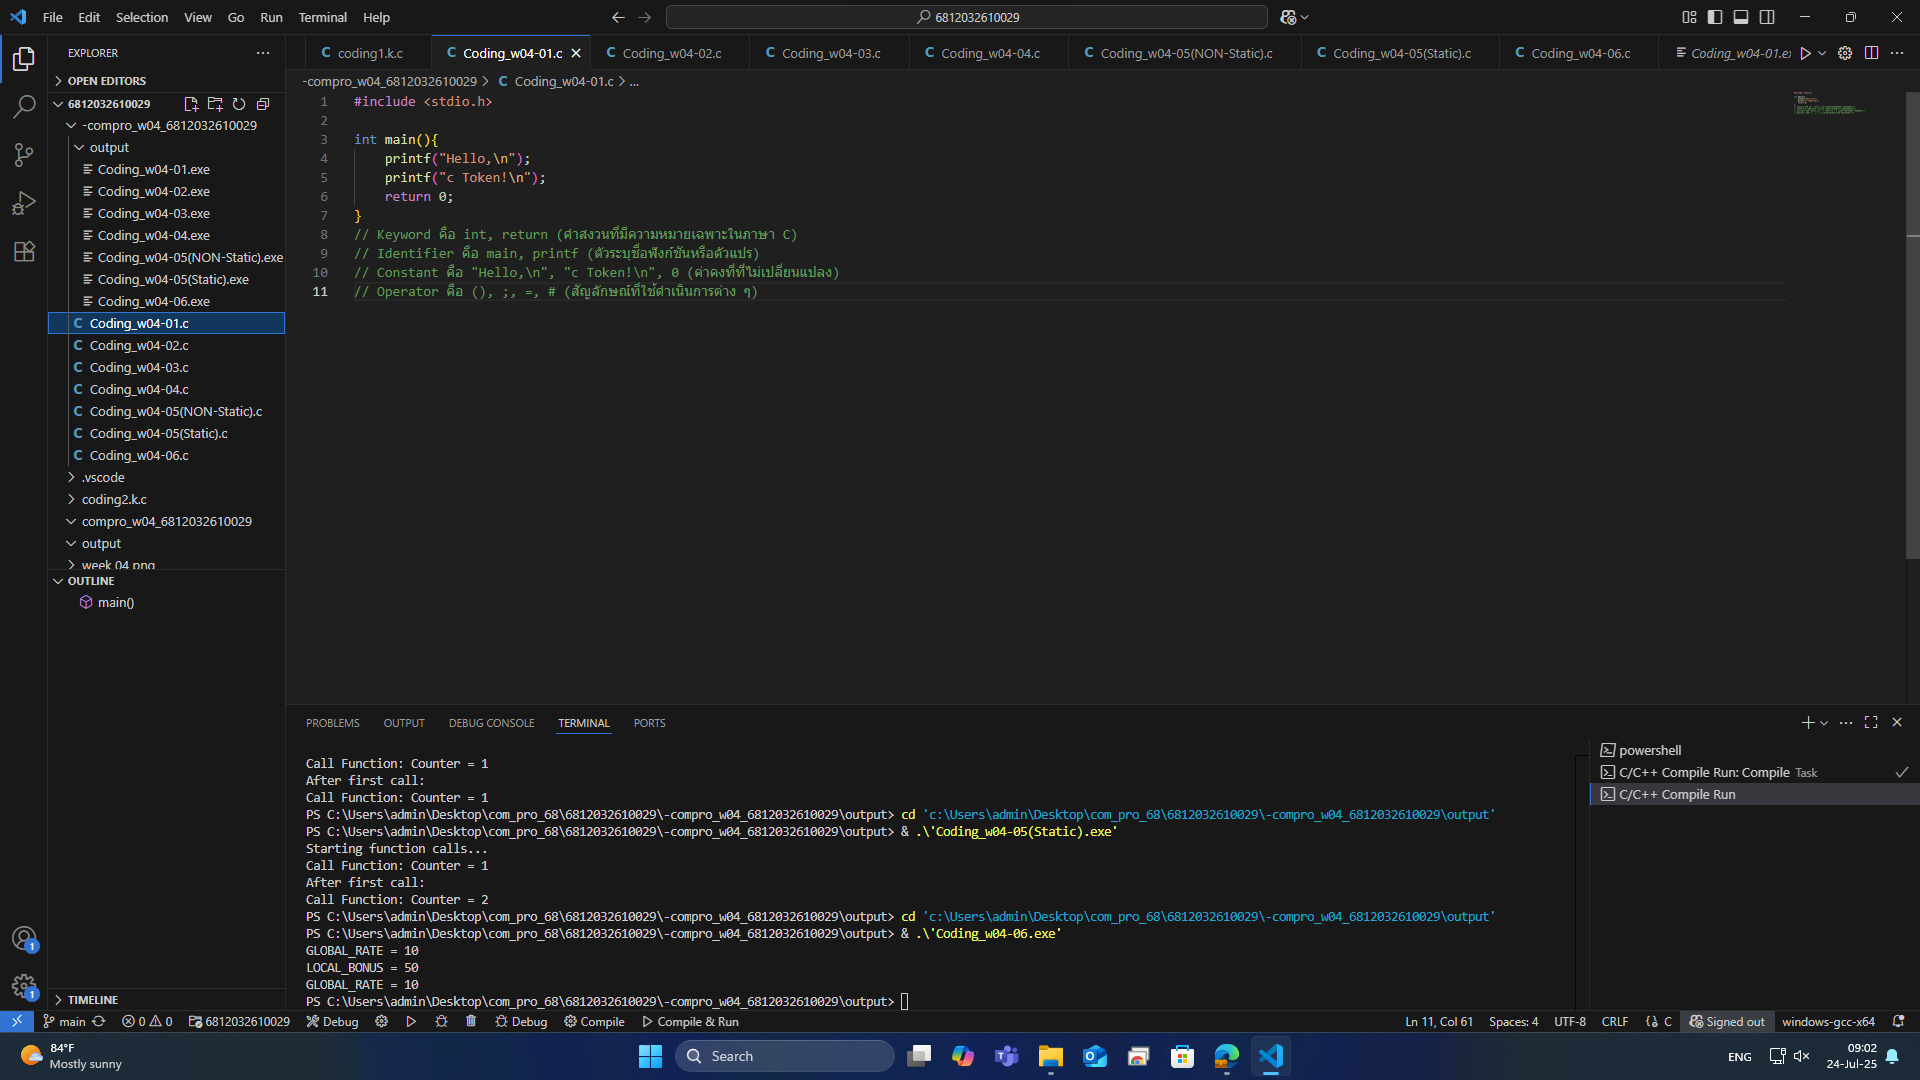 File Edit Selection View Go Run Terminal Help
6812032610029
EXPLORER
coding1.k.c
Coding_w04-01.c
Coding_w04-02.c
Coding_w04-03.c
Coding_w04-04.c
Coding_w04-05(NON-Static).c
Coding_w04-05(Static).c
Coding_w04-06.c
Coding_w04-01.e
OPEN EDITORS
6812032610029
-compro_w04_6812032610029
output
Coding_w04-01.exe
Coding_w04-02.exe
Coding_w04-03.exe
Coding_w04-04.exe
Coding_w04-05(NON-Static).exe
Coding_w04-05(Static).exe
Coding_w04-06.exe
Coding_w04-01.c
Coding_w04-02.c
Coding_w04-03.c
Coding_w04-04.c
Coding_w04-05(NON-Static).c
Coding_w04-05(Static).c
Coding_w04-06.c
.vscode
coding2.k.c
compro_w04_6812032610029
output
week 04 png
OUTLINE
main()
TIMELINE
-compro_w04_6812032610029 > C Coding_w04-01.c > ...
1 #include <stdio.h>
2
3 int main(){
4 printf("Hello,\n");
5 printf("c Token!\n");
6 return 0;
7 }
8 // Keyword คือ int, return (คำสงวนที่มีความหมายเฉพาะในภาษา C)
9 // Identifier คือ main, printf (ตัวระบุชื่อฟังก์ชันหรือตัวแปร)
10 // Constant คือ "Hello,\n", "c Token!\n", 0 (ค่าคงที่ที่ไม่เปลี่ยนแปลง)
11 // Operator คือ (), ;, =, # (สัญลักษณ์ที่ใช้ดำเนินการต่าง ๆ)
PROBLEMS OUTPUT DEBUG CONSOLE TERMINAL PORTS
Call Function: Counter = 1
After first call:
Call Function: Counter = 1
PS C:\Users\admin\Desktop\com_pro_68\6812032610029\-compro_w04_6812032610029\output> cd 'c:\Users\admin\Desktop\com_pro_68\6812032610029\-compro_w04_6812032610029\output'
PS C:\Users\admin\Desktop\com_pro_68\6812032610029\-compro_w04_6812032610029\output> & .\'Coding_w04-05(Static).exe'
Starting function calls...
Call Function: Counter = 1
After first call:
Call Function: Counter = 2
PS C:\Users\admin\Desktop\com_pro_68\6812032610029\-compro_w04_6812032610029\output> cd 'c:\Users\admin\Desktop\com_pro_68\6812032610029\-compro_w04_6812032610029\output'
PS C:\Users\admin\Desktop\com_pro_68\6812032610029\-compro_w04_6812032610029\output> & .\'Coding_w04-06.exe'
GLOBAL_RATE = 10
LOCAL_BONUS = 50
GLOBAL_RATE = 10
PS C:\Users\admin\Desktop\com_pro_68\6812032610029\-compro_w04_6812032610029\output>
powershell
C/C++ Compile Run: Compile Task
C/C++ Compile Run
1
1
main 0 0 6812032610029 Debug Debug Compile Compile & Run
Ln 11, Col 61 Spaces: 4 UTF-8 CRLF C Signed out windows-gcc-x64
84°F
Mostly sunny
Search
ENG
09:02
24-Jul-25